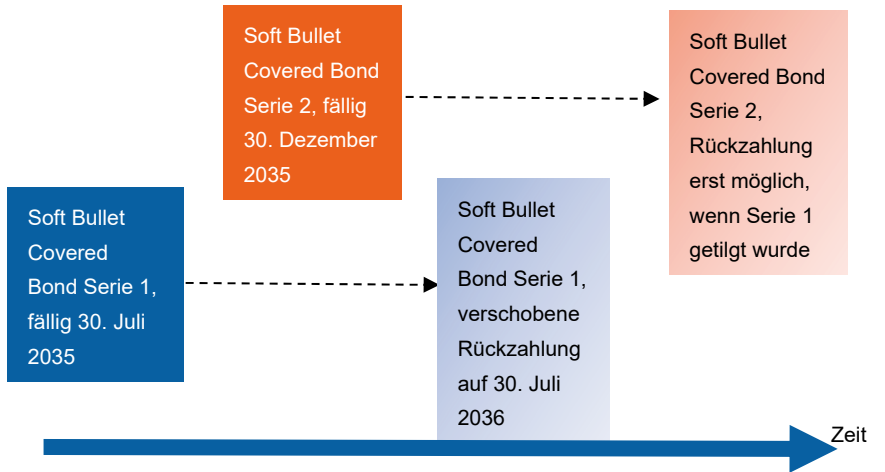 Soft Bullet
Covered Bond
Serie 2, fällig
30. Dezember
2035
Soft Bullet
Covered Bond
Serie 2,
Rückzahlung
erst möglich,
wenn Serie 1
getilgt wurde
Soft Bullet
Covered
Bond Serie 1,
fällig 30. Juli
2035
Soft Bullet
Covered
Bond Serie 1,
verschobene
Rückzahlung
auf 30. Juli
2036
Zeit